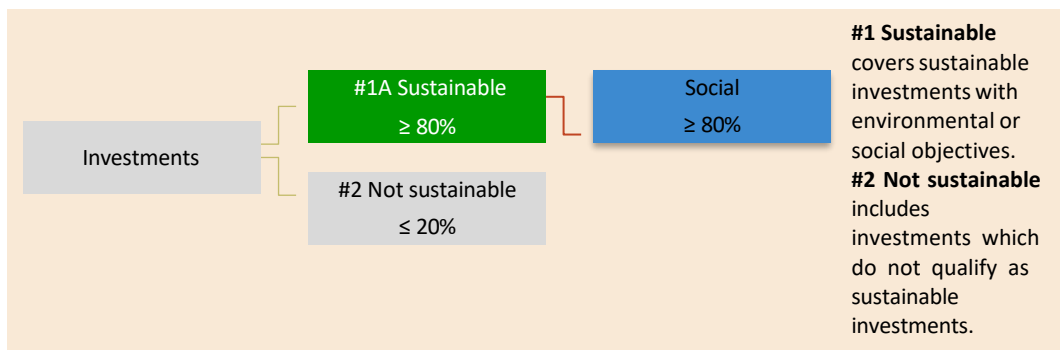 Investments
#1A Sustainable
≥ 80%
Social
≥ 80%
#2 Not sustainable
≤ 20%
#1 Sustainable
covers sustainable
investments with
environmental or
social objectives.
#2 Not sustainable
includes
investments which
do not qualify as
sustainable
investments.